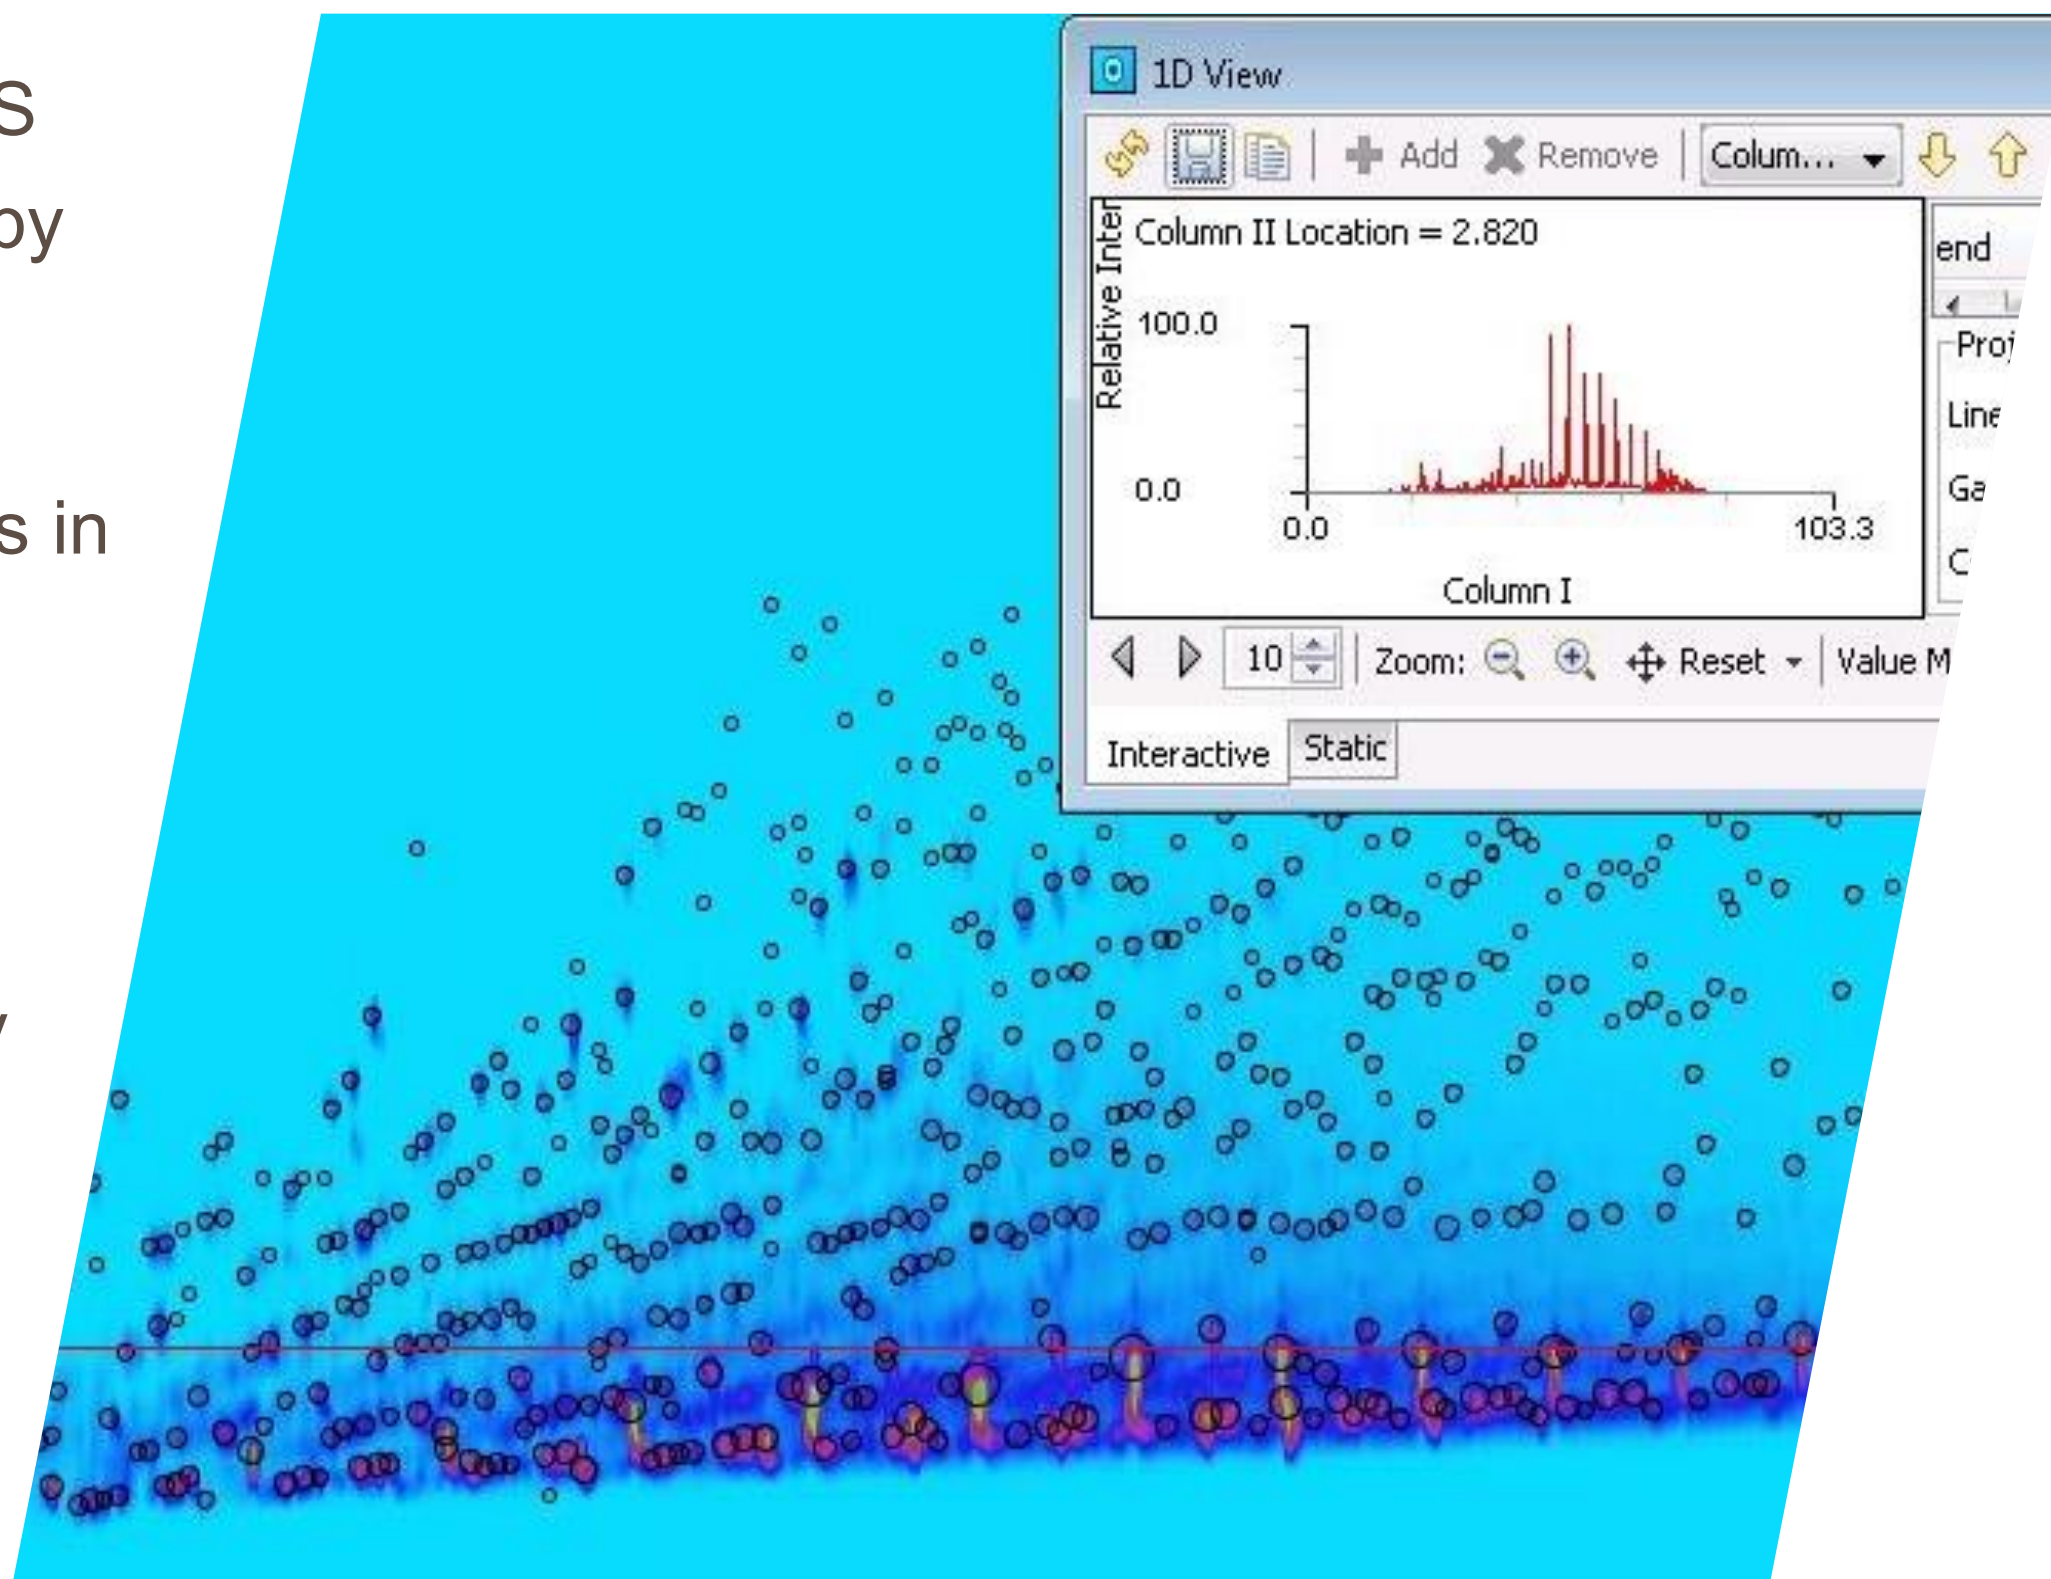 S
by
s in
y
1D View
Add Remove Colum...
Column II Location = 2.820
Relative Inter
100.0
0.0
0.0 103.3
Column I
end
Proj
Line
Ga
C
10 Zoom: Reset Value M
Interactive Static